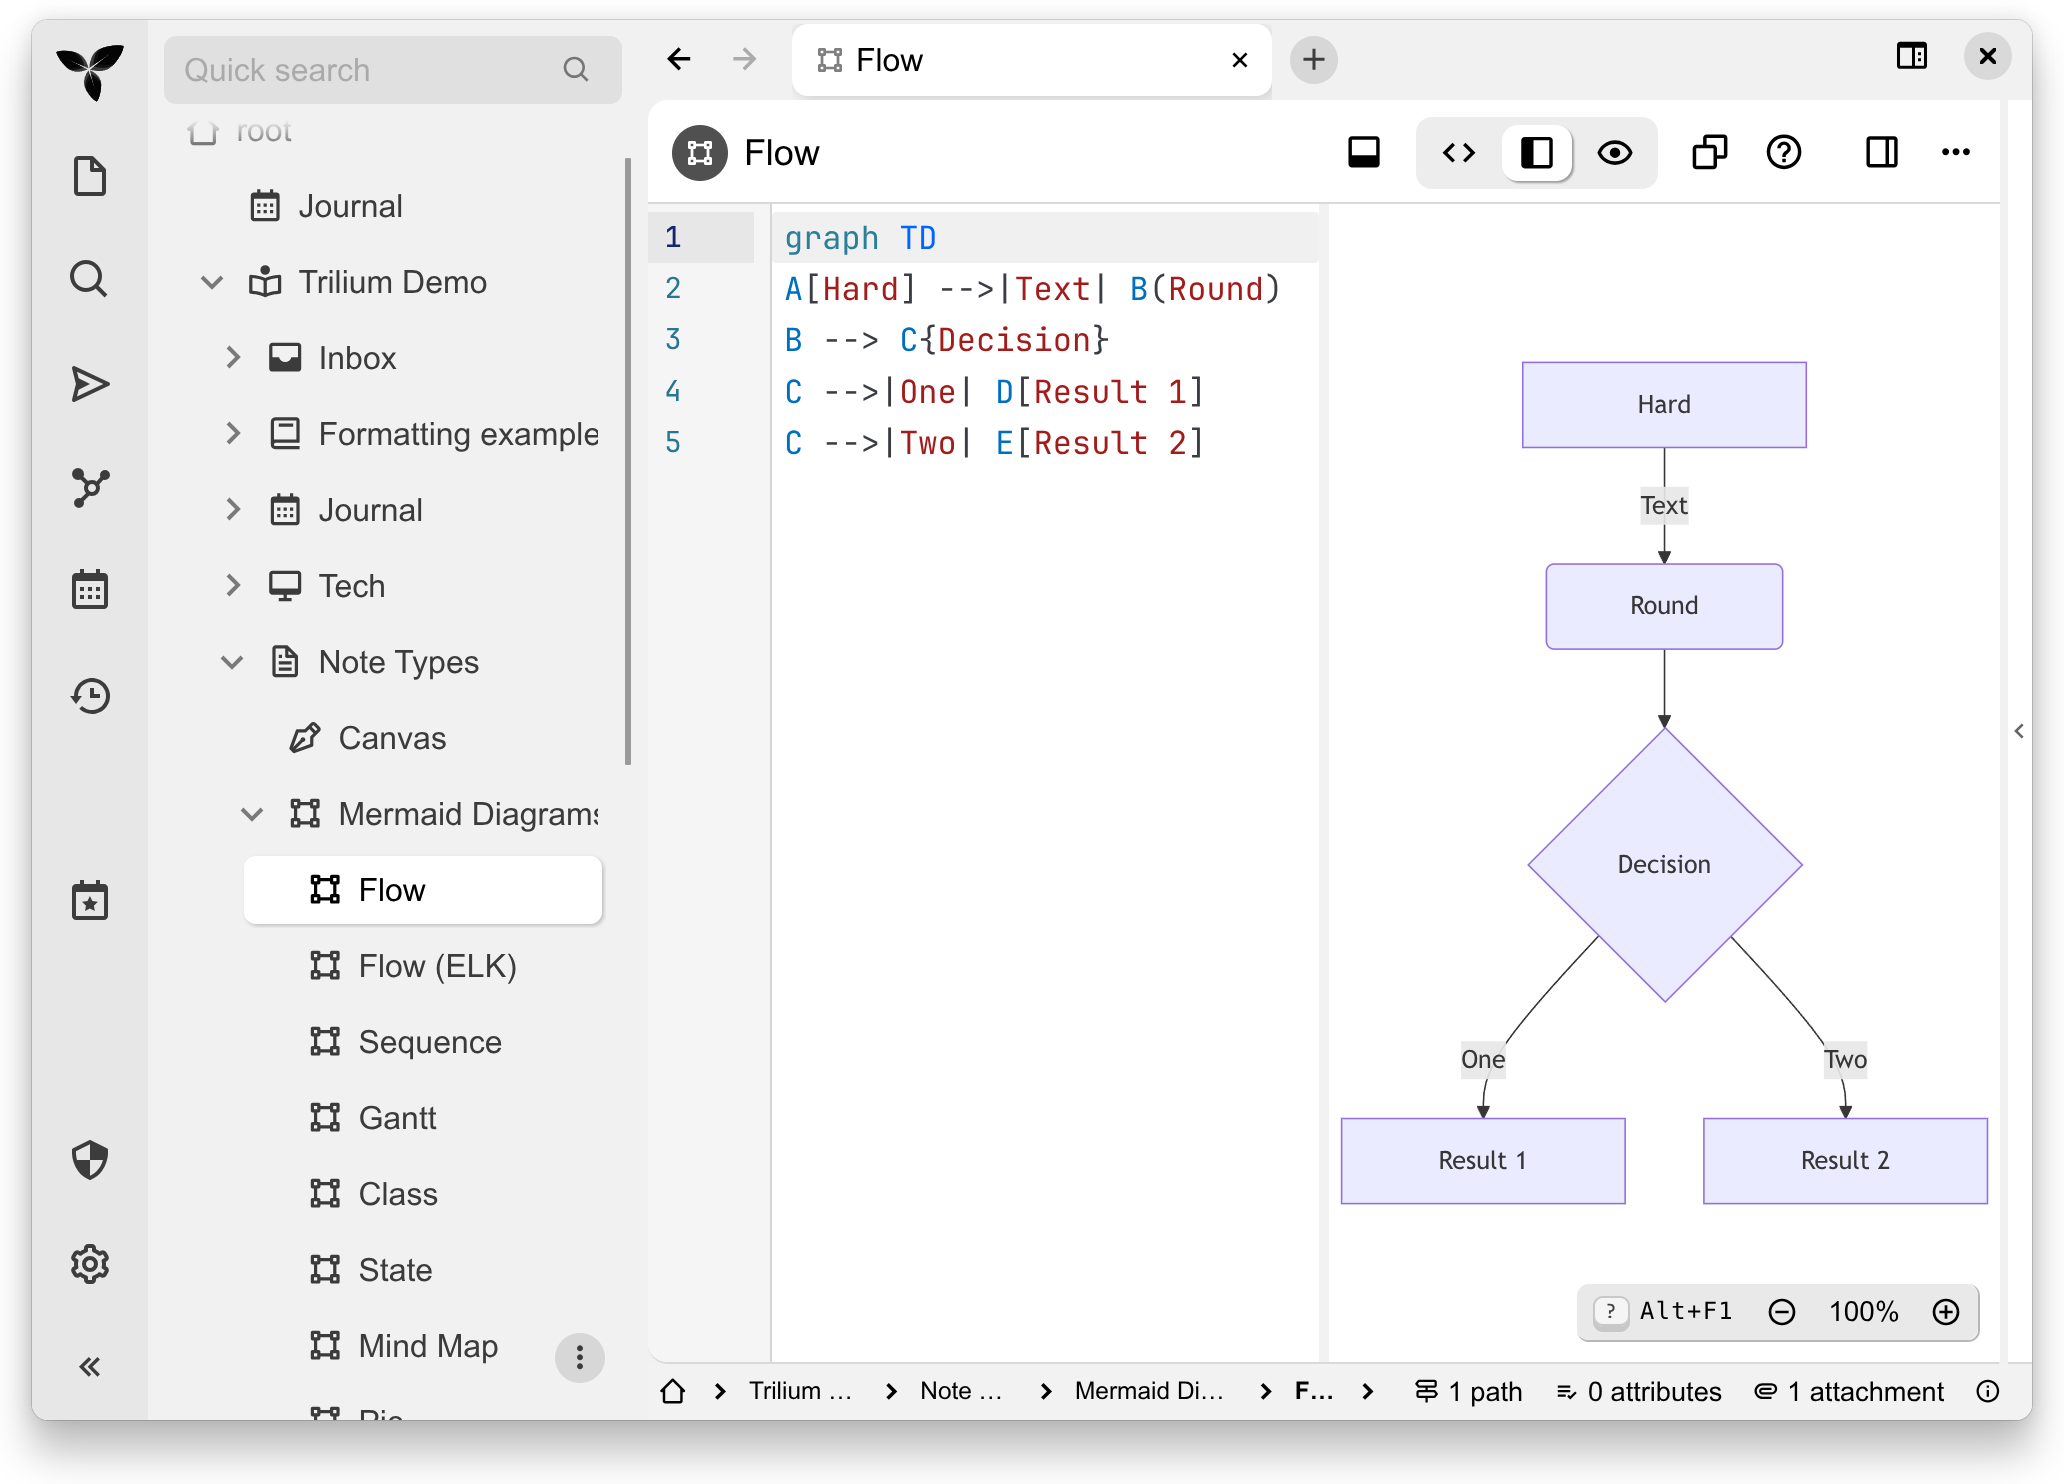 Quick search
root
Journal
Trilium Demo
Inbox
Formatting example
Journal
Tech
Note Types
Canvas
Mermaid Diagrams
Flow
Flow (ELK)
Sequence
Gantt
Class
State
Mind Map
Pie
Flow
Flow
1 graph TD
2 A[Hard] -->|Text| B(Round)
3 B --> C{Decision}
4 C -->|One| D[Result 1]
5 C -->|Two| E[Result 2]
Hard
Text
Round
Decision
One Two
Result 1 Result 2
? Alt+F1 100%
Trilium ... Note ... Mermaid Di... F... 1 path 0 attributes 1 attachment